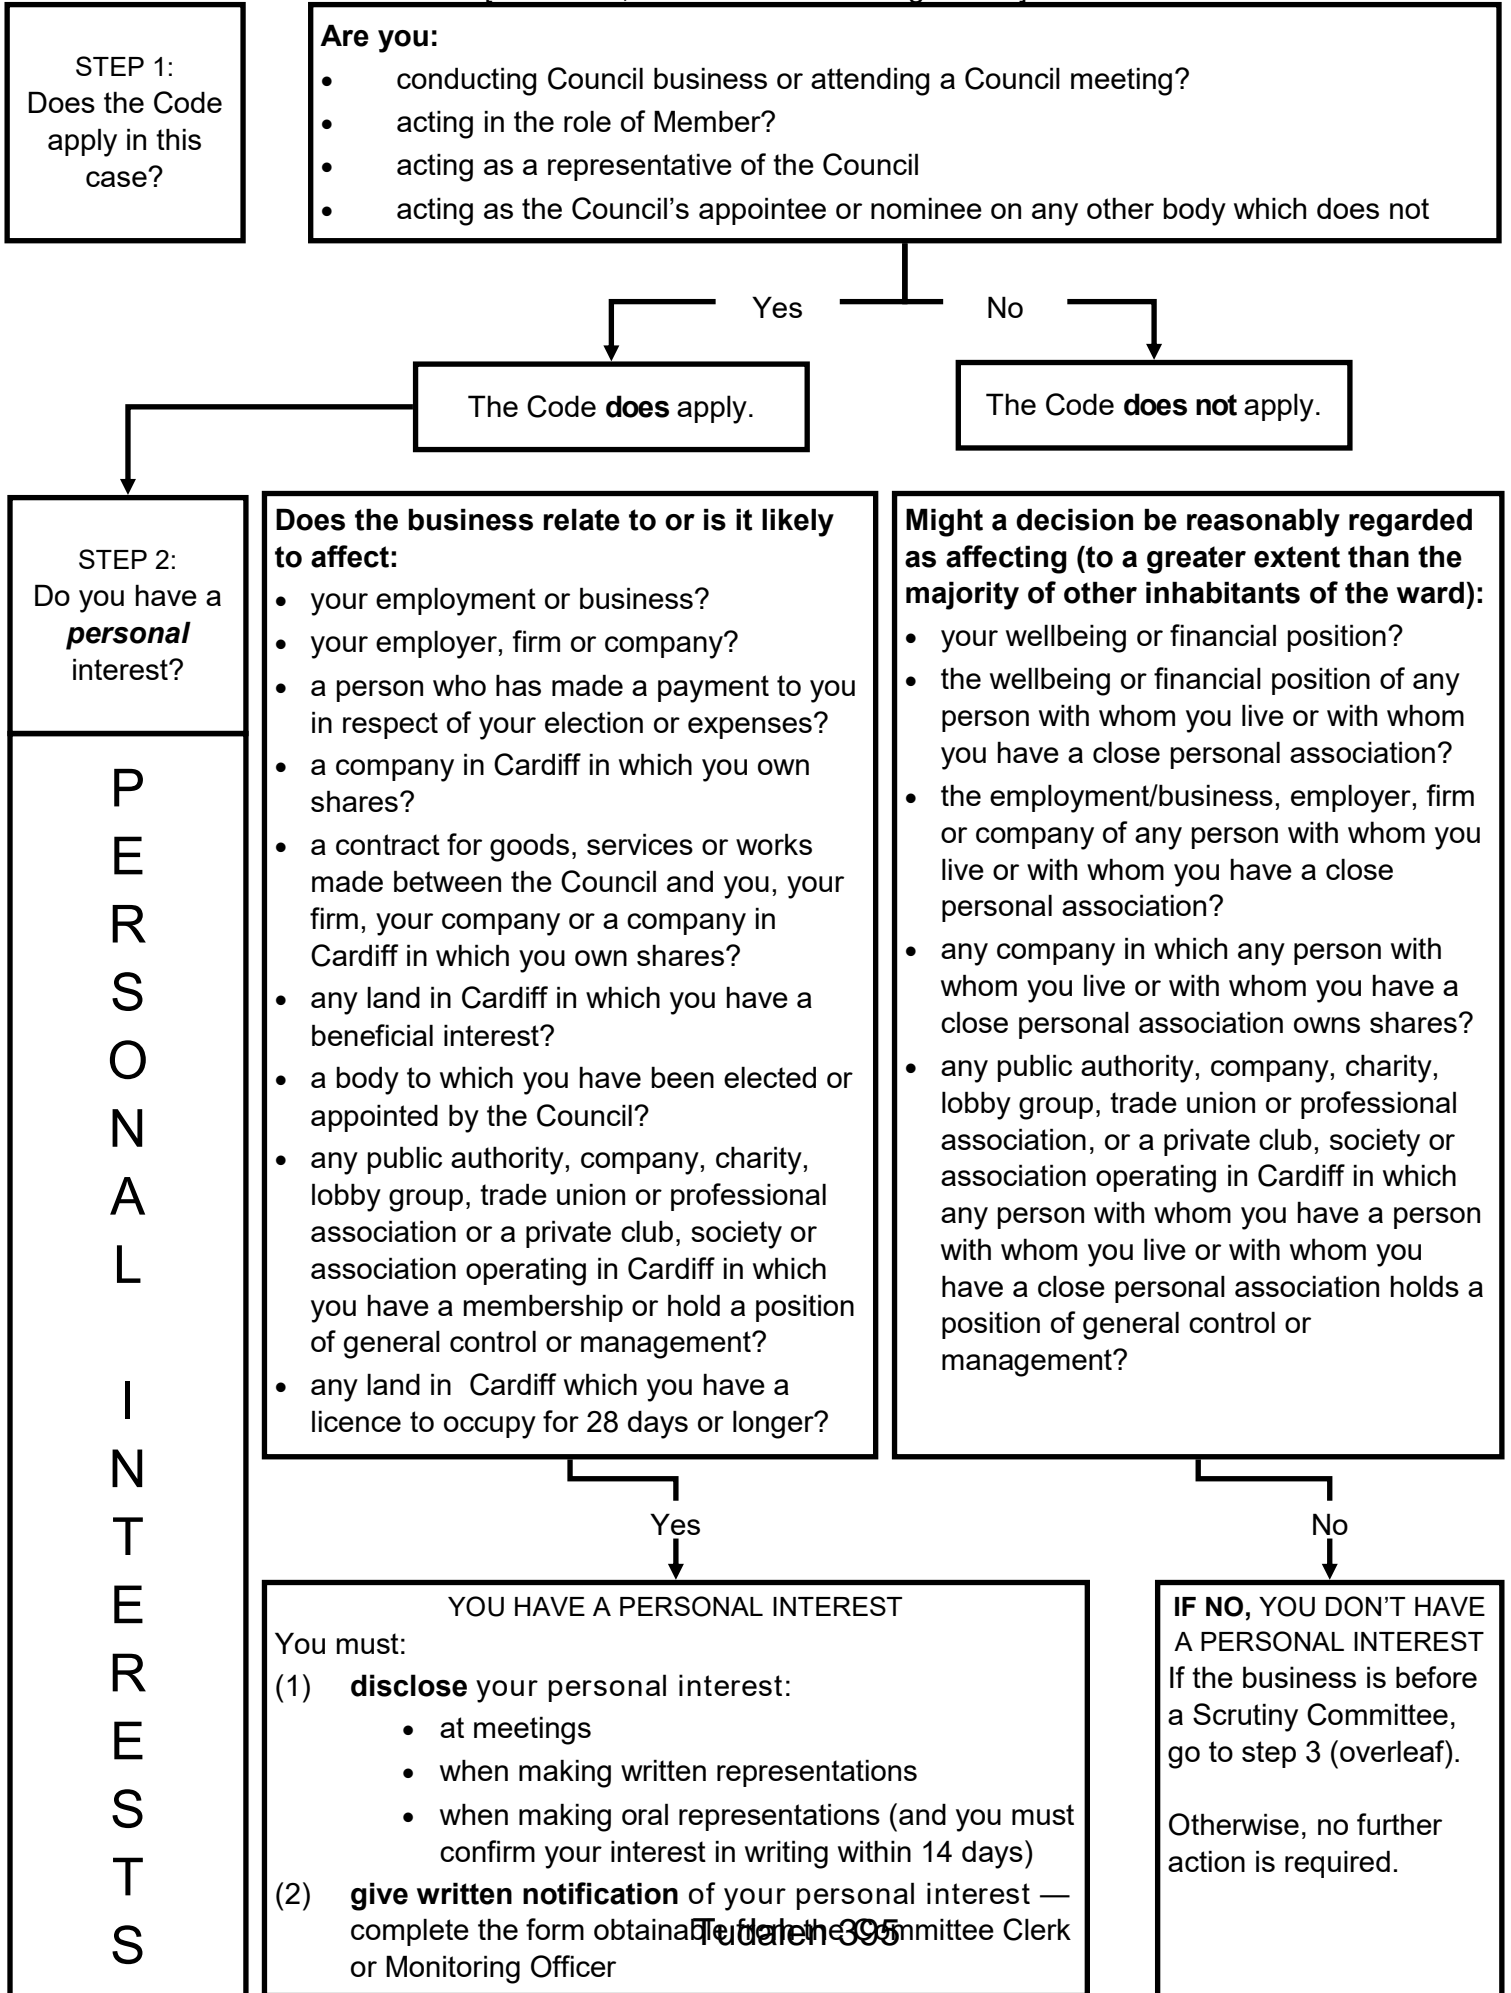 STEP 1:
Does the Code
apply in this
case?
Are you:
• conducting Council business or attending a Council meeting?
• acting in the role of Member?
• acting as a representative of the Council
• acting as the Council’s appointee or nominee on any other body which does not
Yes
No
The Code does apply.
The Code does not apply.
STEP 2:
Do you have a
personal
interest?
PERSONAL INTERESTS
Does the business relate to or is it likely
to affect:
• your employment or business?
• your employer, firm or company?
• a person who has made a payment to you
in respect of your election or expenses?
• a company in Cardiff in which you own
shares?
• a contract for goods, services or works
made between the Council and you, your
firm, your company or a company in
Cardiff in which you own shares?
• any land in Cardiff in which you have a
beneficial interest?
• a body to which you have been elected or
appointed by the Council?
• any public authority, company, charity,
lobby group, trade union or professional
association or a private club, society or
association operating in Cardiff in which
you have a membership or hold a position
of general control or management?
• any land in  Cardiff which you have a
licence to occupy for 28 days or longer?
Might a decision be reasonably regarded
as affecting (to a greater extent than the
majority of other inhabitants of the ward):
• your wellbeing or financial position?
• the wellbeing or financial position of any
person with whom you live or with whom
you have a close personal association?
• the employment/business, employer, firm
or company of any person with whom you
live or with whom you have a close
personal association?
• any company in which any person with
whom you live or with whom you have a
close personal association owns shares?
• any public authority, company, charity,
lobby group, trade union or professional
association, or a private club, society or
association operating in Cardiff in which
any person with whom you have a person
with whom you live or with whom you
have a close personal association holds a
position of general control or
management?
Yes
No
YOU HAVE A PERSONAL INTEREST
You must:
(1) disclose your personal interest:
• at meetings
• when making written representations
• when making oral representations (and you must
confirm your interest in writing within 14 days)
(2) give written notification of your personal interest —
complete the form obtainable from the Committee Clerk
or Monitoring Officer
IF NO, YOU DON’T HAVE
A PERSONAL INTEREST
If the business is before
a Scrutiny Committee,
go to step 3 (overleaf).
Otherwise, no further
action is required.
Tudalen 395